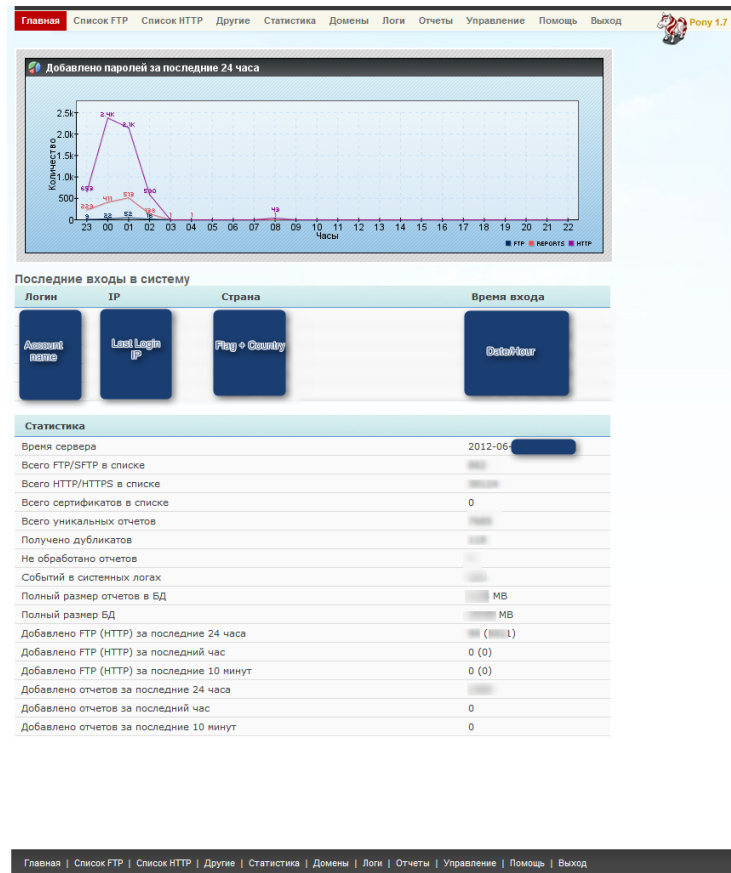 Главная Список FTP Список HTTP Другие Статистика Домены Логи Отчеты Управление Помощь Выход Pony 1.7
Добавлено паролей за последние 24 часа
Количество
2.5k
2.0k
1.5k
1.0k
500
0
2.4K
2.1K
653
590
229
411
519
9
22
52
1
1
43
23 00 01 02 03 04 05 06 07 08 09 10 11 12 13 14 15 16 17 18 19 20 21 22
Часы
FTP REPORTS HTTP
Последние входы в систему
Логин IP Страна Время входа
Account name
Last Login IP
Flag + Country
Date/Hour
Статистика
Время сервера 2012-06-
Всего FTP/SFTP в списке
Всего HTTP/HTTPS в списке
Всего сертификатов в списке 0
Всего уникальных отчетов
Получено дубликатов
Не обработано отчетов
Событий в системных логах
Полный размер отчетов в БД MB
Полный размер БД MB
Добавлено FTP (HTTP) за последние 24 часа
Добавлено FTP (HTTP) за последний час 0 (0)
Добавлено FTP (HTTP) за последние 10 минут 0 (0)
Добавлено отчетов за последние 24 часа
Добавлено отчетов за последний час 0
Добавлено отчетов за последние 10 минут 0
Главная | Список FTP | Список HTTP | Другие | Статистика | Домены | Логи | Отчеты | Управление | Помощь | Выход